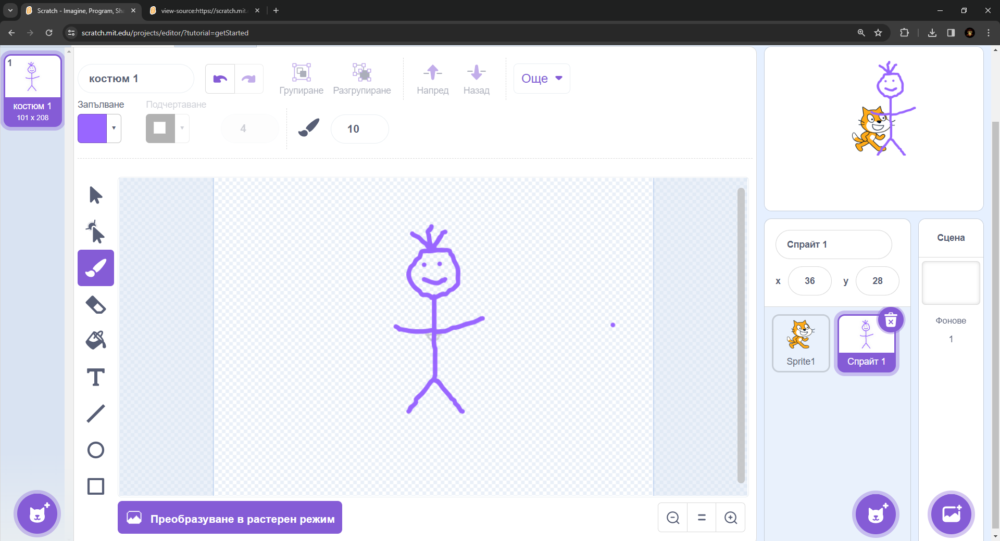 Scratch - Imagine, Program, Sh
view-source:https://scratch.mit.
scratch.mit.edu/projects/editor/?tutorial=getStarted
1
костюм 1
101 x 208
костюм 1
Групиране
Разгрупиране
Напред
Назад
Още
Запълване
Подчертаване
4
10
T
Преобразуване в растерен режим
Спрайт 1
x
36
y
28
Sprite1
Спрайт 1
Сцена
Фонове
1